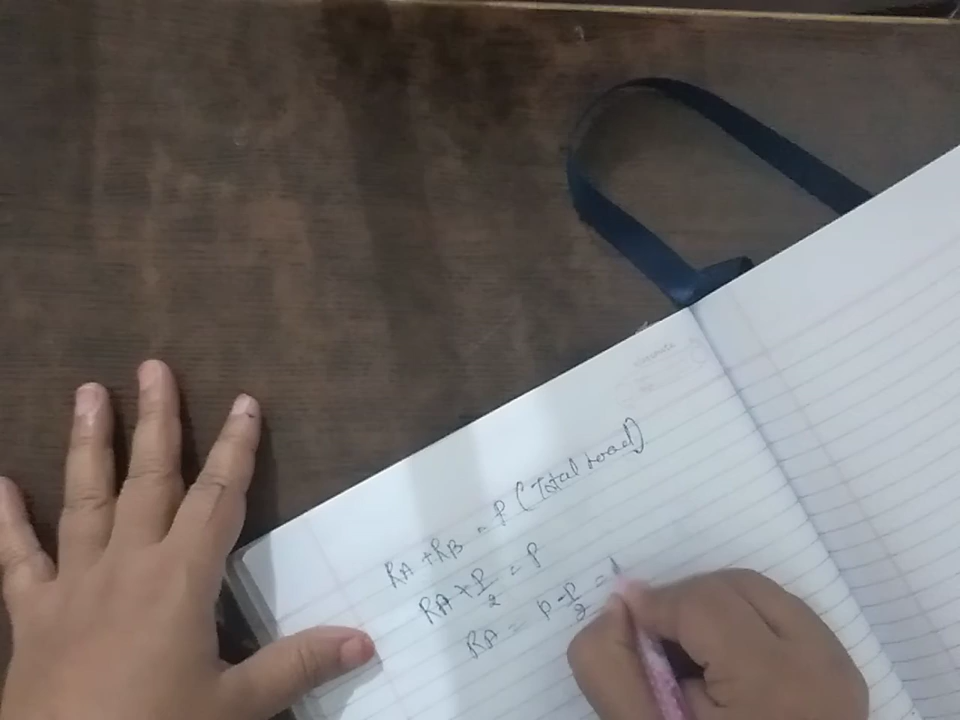 RA + RB = P (Total load)
RA + P/2 = P
RA = P - P/2 =